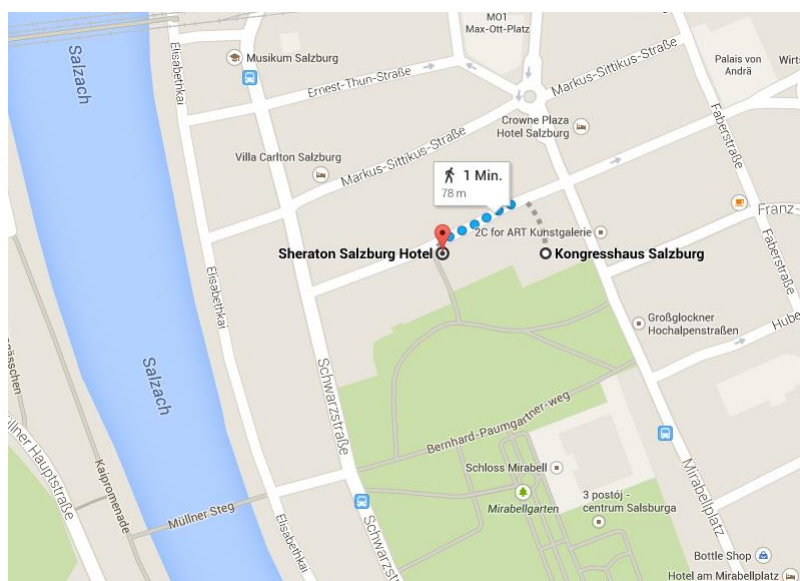 MO1
Max-Ott-Platz
Salzach
Elisabethkai
Musikum Salzburg
Ernest-Thun-Straße
Markus-Sittikus-Straße
Palais von
Andrä
Wirts
Crowne Plaza
Hotel Salzburg
Faberstraße
Markus-Sittikus-Straße
Villa Carlton Salzburg
1 Min.
78 m
Franz-
2C for ART Kunstgalerie
Sheraton Salzburg Hotel
Kongresshaus Salzburg
Faberstraße
Elisabethkai
Großglockner
Hochalpenstraßen
Hube
Salzach
Schwarzstraße
Bernhard-Paumgartner-weg
Müllner Hauptstraße
Kaipromenade
Schloss Mirabell
Mirabellplatz
Müllner Steg
Mirabellgarten
3 postój -
centrum Salsburga
Elisabethkai
Schwarzstraße
Bottle Shop
Hotel am Mirabellplatz